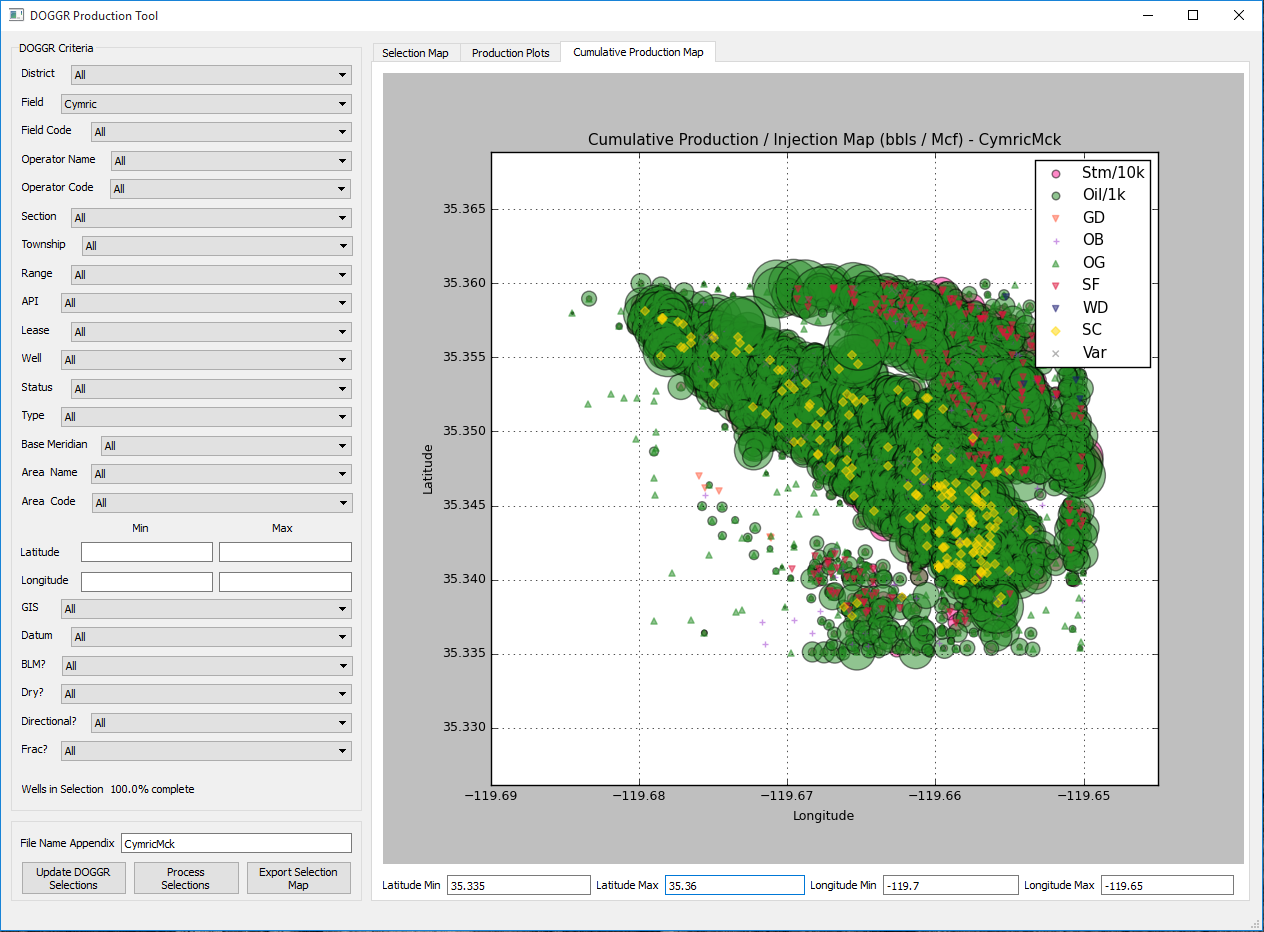 DOGGR Production Tool
DOGGR Criteria
District All
Field Cymric
Field Code All
Operator Name All
Operator Code All
Section All
Township All
Range All
API All
Lease All
Well All
Status All
Type All
Base Meridian All
Area Name All
Area Code All
Min Max
Latitude
Longitude
GIS All
Datum All
BLM? All
Dry? All
Directional? All
Frac? All
Wells in Selection 100.0% complete
File Name Appendix CymricMck
Update DOGGR
Selections
Process
Selections
Export Selection
Map
Selection Map Production Plots Cumulative Production Map
Cumulative Production / Injection Map (bbls / Mcf) - CymricMck
Stm/10k
Oil/1k
GD
OB
OG
SF
WD
SC
Var
Latitude
35.365
35.360
35.355
35.350
35.345
35.340
35.335
35.330
−119.69 −119.68 −119.67 −119.66 −119.65
Longitude
Latitude Min 35.335 Latitude Max 35.36 Longitude Min -119.7 Longitude Max -119.65